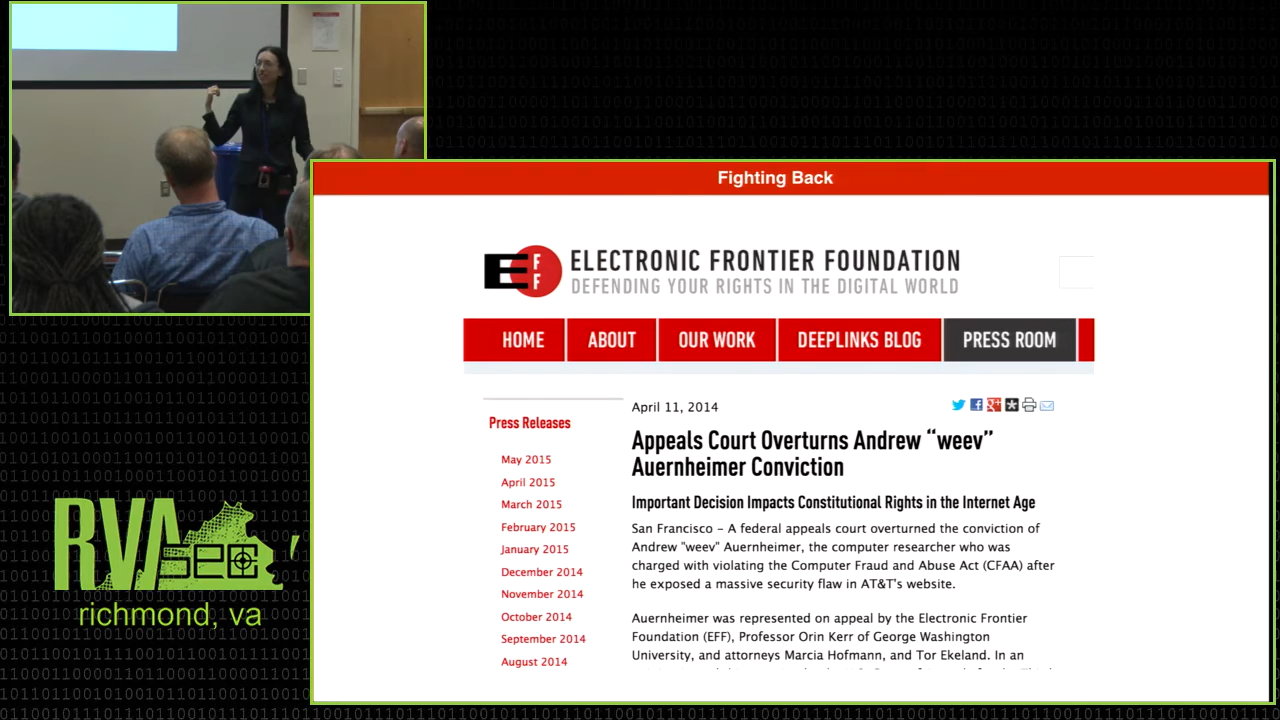 Fighting Back
E
F
F
ELECTRONIC FRONTIER FOUNDATION
DEFENDING YOUR RIGHTS IN THE DIGITAL WORLD
HOME
ABOUT
OUR WORK
DEEPLINKS BLOG
PRESS ROOM
Press Releases
May 2015
April 2015
March 2015
February 2015
January 2015
December 2014
November 2014
October 2014
September 2014
August 2014
April 11, 2014
Appeals Court Overturns Andrew “weev”
Auernheimer Conviction
Important Decision Impacts Constitutional Rights in the Internet Age
San Francisco – A federal appeals court overturned the conviction of
Andrew "weev" Auernheimer, the computer researcher who was
charged with violating the Computer Fraud and Abuse Act (CFAA) after
he exposed a massive security flaw in AT&T's website.
Auernheimer was represented on appeal by the Electronic Frontier
Foundation (EFF), Professor Orin Kerr of George Washington
University, and attorneys Marcia Hofmann, and Tor Ekeland. In an
RVA
SEC
richmond, va